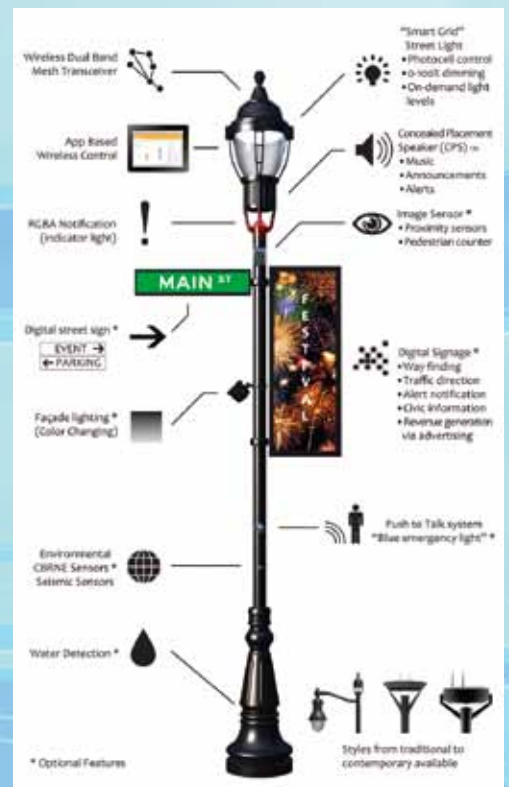 Wireless Dual Band
Mesh Transceiver
"Smart Grid"
Street Light
• Photocell control
• 0-100% dimming
• On-demand light
levels
App Based
Wireless Control
Concealed Placement
Speaker (CPS) TM
• Music
• Announcements
• Alerts
RGBA Notification
(indicator light)
Image Sensor *
• Proximity sensors
• Pedestrian counter
MAIN ST
FESTIVAL
Digital street sign *
EVENT →
← PARKING
Digital Signage *
• Way finding
• Traffic direction
• Alert notification
• Civic information
• Revenue generation
via advertising
Façade lighting *
(Color Changing)
Push to Talk system
"Blue emergency light" *
Environmental
CBRNE Sensors *
Seismic Sensors
Water Detection *
Styles from traditional to
contemporary available
* Optional Features